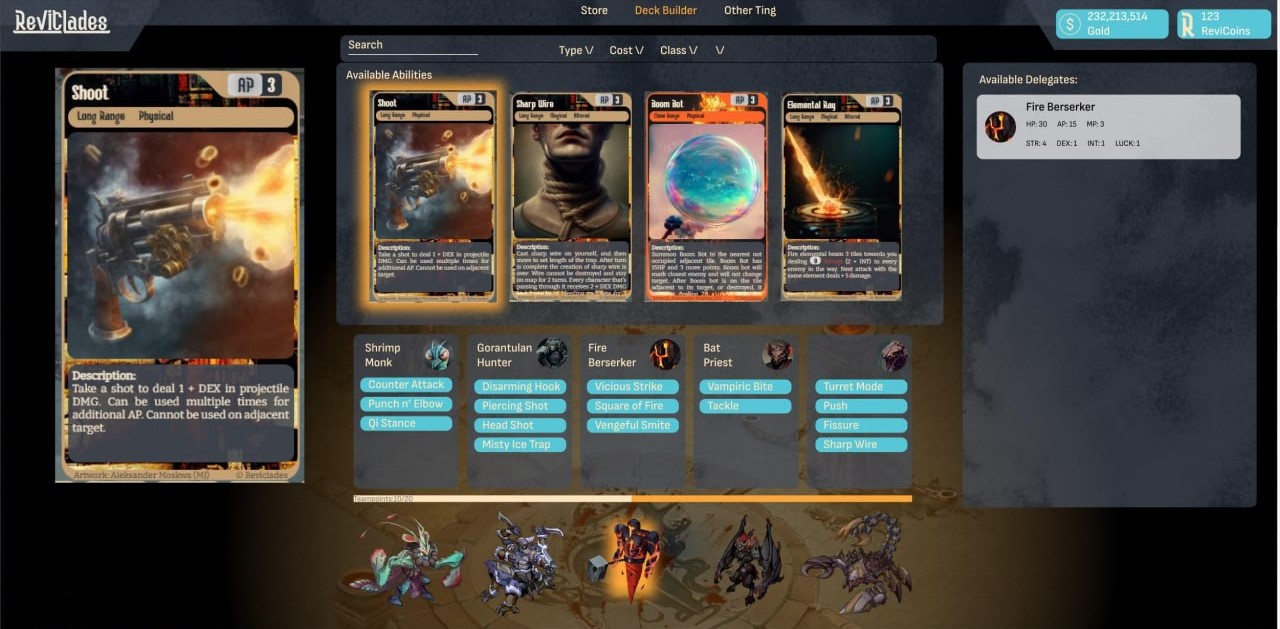 ReViClades
Store
Deck Builder
Other Ting
232,213,514
Gold
123
ReviCoins
Search
Type \/
Cost \/
Class \/
\/
Shoot
AP 3
Long Range Physical
Description:
Take a shot to deal 1 + DEX in projectile
DMG. Can be used multiple times for
additional AP. Cannot be used on adjacent
target.
Artwork: Aleksander Moskwa (MJ) © Reviclades
Available Abilities
Shoot
AP 3
Long Range Physical
Description:
Take a shot to deal 1 + DEX in projectile
DMG. Can be used multiple times for
additional AP. Cannot be used on adjacent
target.
Sharp Wire
AP 3
Long Range Magical Altered
Description:
Cast sharp wire on yourself, and then
move to set length of the trap. After turn
is complete the creation of sharp wire is
over. Wire cannot be destroyed and stay
on map for 2 turns. Every character that's
passing through it receives 2 + DEX DMG
Boom Bot
AP 3
Close Range Physical
Description:
Summon Boom Bot to the nearest not
occupied adjacent tile. Boom Bot has
15HP and 3 move points. Boom bot will
mark closest enemy and will not change
target. After Boom bot is on the tile
adjacent to its target, or destroyed, it
Elemental Ray
AP 3
Long Range Magical Altered
Description:
Fire elemental beam 3 tiles towards you
dealing (2 + INT) to every
enemy in the way. Next attack with the
same element deals + 5 damage.
Available Delegates:
Fire Berserker
HP: 30 AP: 15 MP: 3
STR: 4 DEX: 1 INT: 1 LUCK: 1
Shrimp
Monk
Counter Attack
Punch n' Elbow
Qi Stance
Gorantulan
Hunter
Disarming Hook
Piercing Shot
Head Shot
Misty Ice Trap
Fire
Berserker
Vicious Strike
Square of Fire
Vengeful Smite
Bat
Priest
Vampiric Bite
Tackle
Turret Mode
Push
Fissure
Sharp Wire
Teampoints:10/20